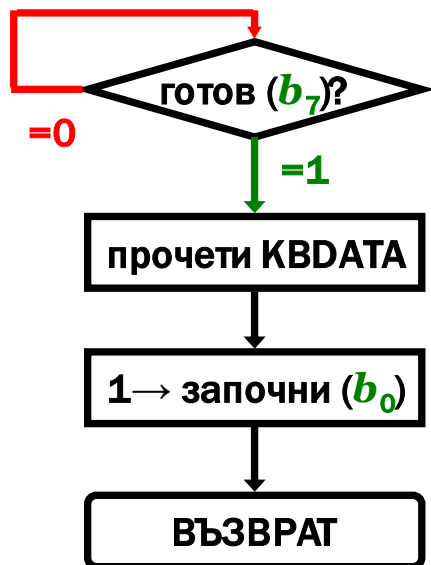 готов (b₇)?
=0
=1
прочети KBDATA
1→ започни (b₀)
ВЪЗВРАТ